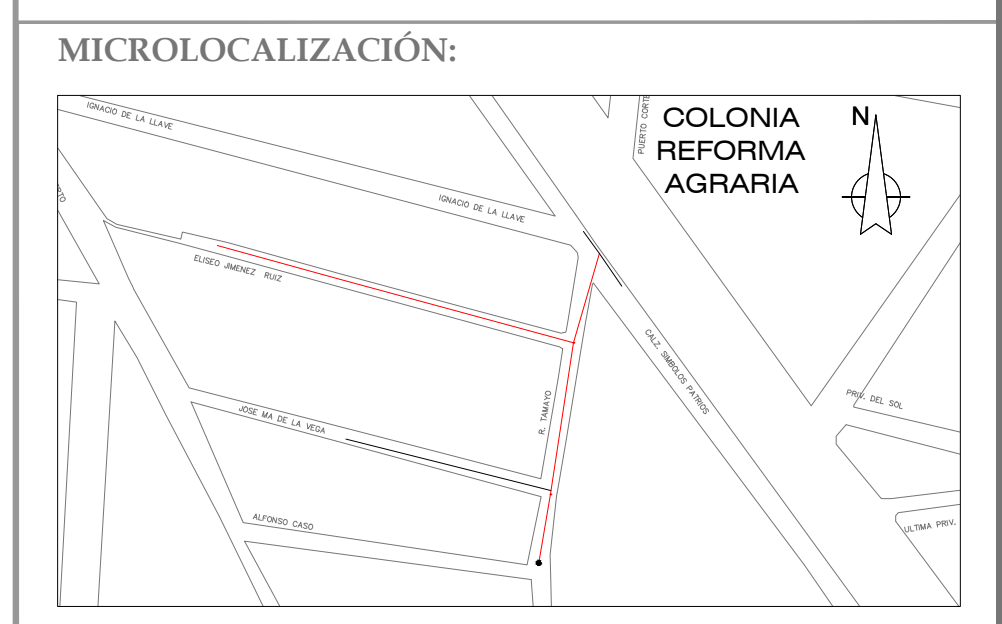 MICROLOCALIZACIÓN:
IGNACIO DE LA LLAVE
COLONIA
REFORMA
AGRARIA
N
IGNACIO DE LA LLAVE
ELISEO JIMENEZ RUIZ
CALZ. SIMBOLOS PATRIOS
R. TAMAYO
PRIV. DEL SOL
JOSE MA DE LA VEGA
ALFONSO CASO
ULTIMA PRIV.
PUERTO CORTE
RTO